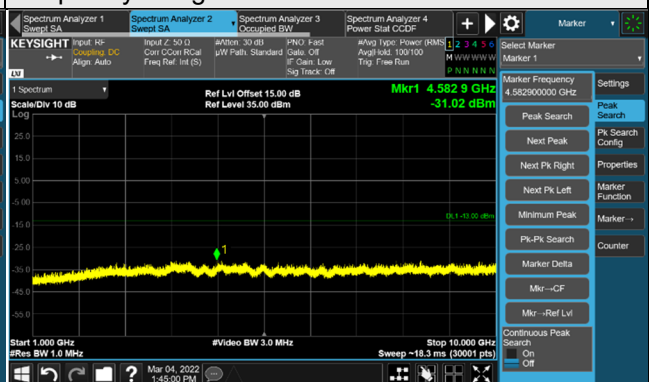 Spectrum Analyzer 1
Swept SA
Spectrum Analyzer 2
Swept SA
Spectrum Analyzer 3
Occupied BW
Spectrum Analyzer 4
Power Stat CCDF
+
Marker
KEYSIGHT
LXI
Input: RF
Coupling: DC
Align: Auto
Input Z: 50 Ω
Corr CCorr RCal
Freq Ref: Int (S)
#Atten: 30 dB
µW Path: Standard
PNO: Fast
Gate: Off
IF Gain: Low
Sig Track: Off
#Avg Type: Power (RMS
Avg|Hold: 100/100
Trig: Free Run
1 2 3 4 5 6
M W W W W W
P N N N N N
Select Marker
Marker 1
1 Spectrum
Scale/Div 10 dB
Log
Ref Lvl Offset 15.00 dB
Ref Level 35.00 dBm
Mkr1 4.582 9 GHz
-31.02 dBm
25.0
15.0
5.00
-5.00
-15.0
-25.0
-35.0
-45.0
-55.0
DL1 -13.00 dBm
1
Start 1.000 GHz
#Res BW 1.0 MHz
#Video BW 3.0 MHz
Stop 10.000 GHz
Sweep ~18.3 ms (30001 pts)
Marker Frequency
4.582900000 GHz
Peak Search
Next Peak
Next Pk Right
Next Pk Left
Minimum Peak
Pk-Pk Search
Marker Delta
Mkr→CF
Mkr→Ref Lvl
Continuous Peak
Search
On
Off
Settings
Peak
Search
Pk Search
Config
Properties
Marker
Function
Marker→
Counter
?
Mar 04, 2022
1:45:00 PM